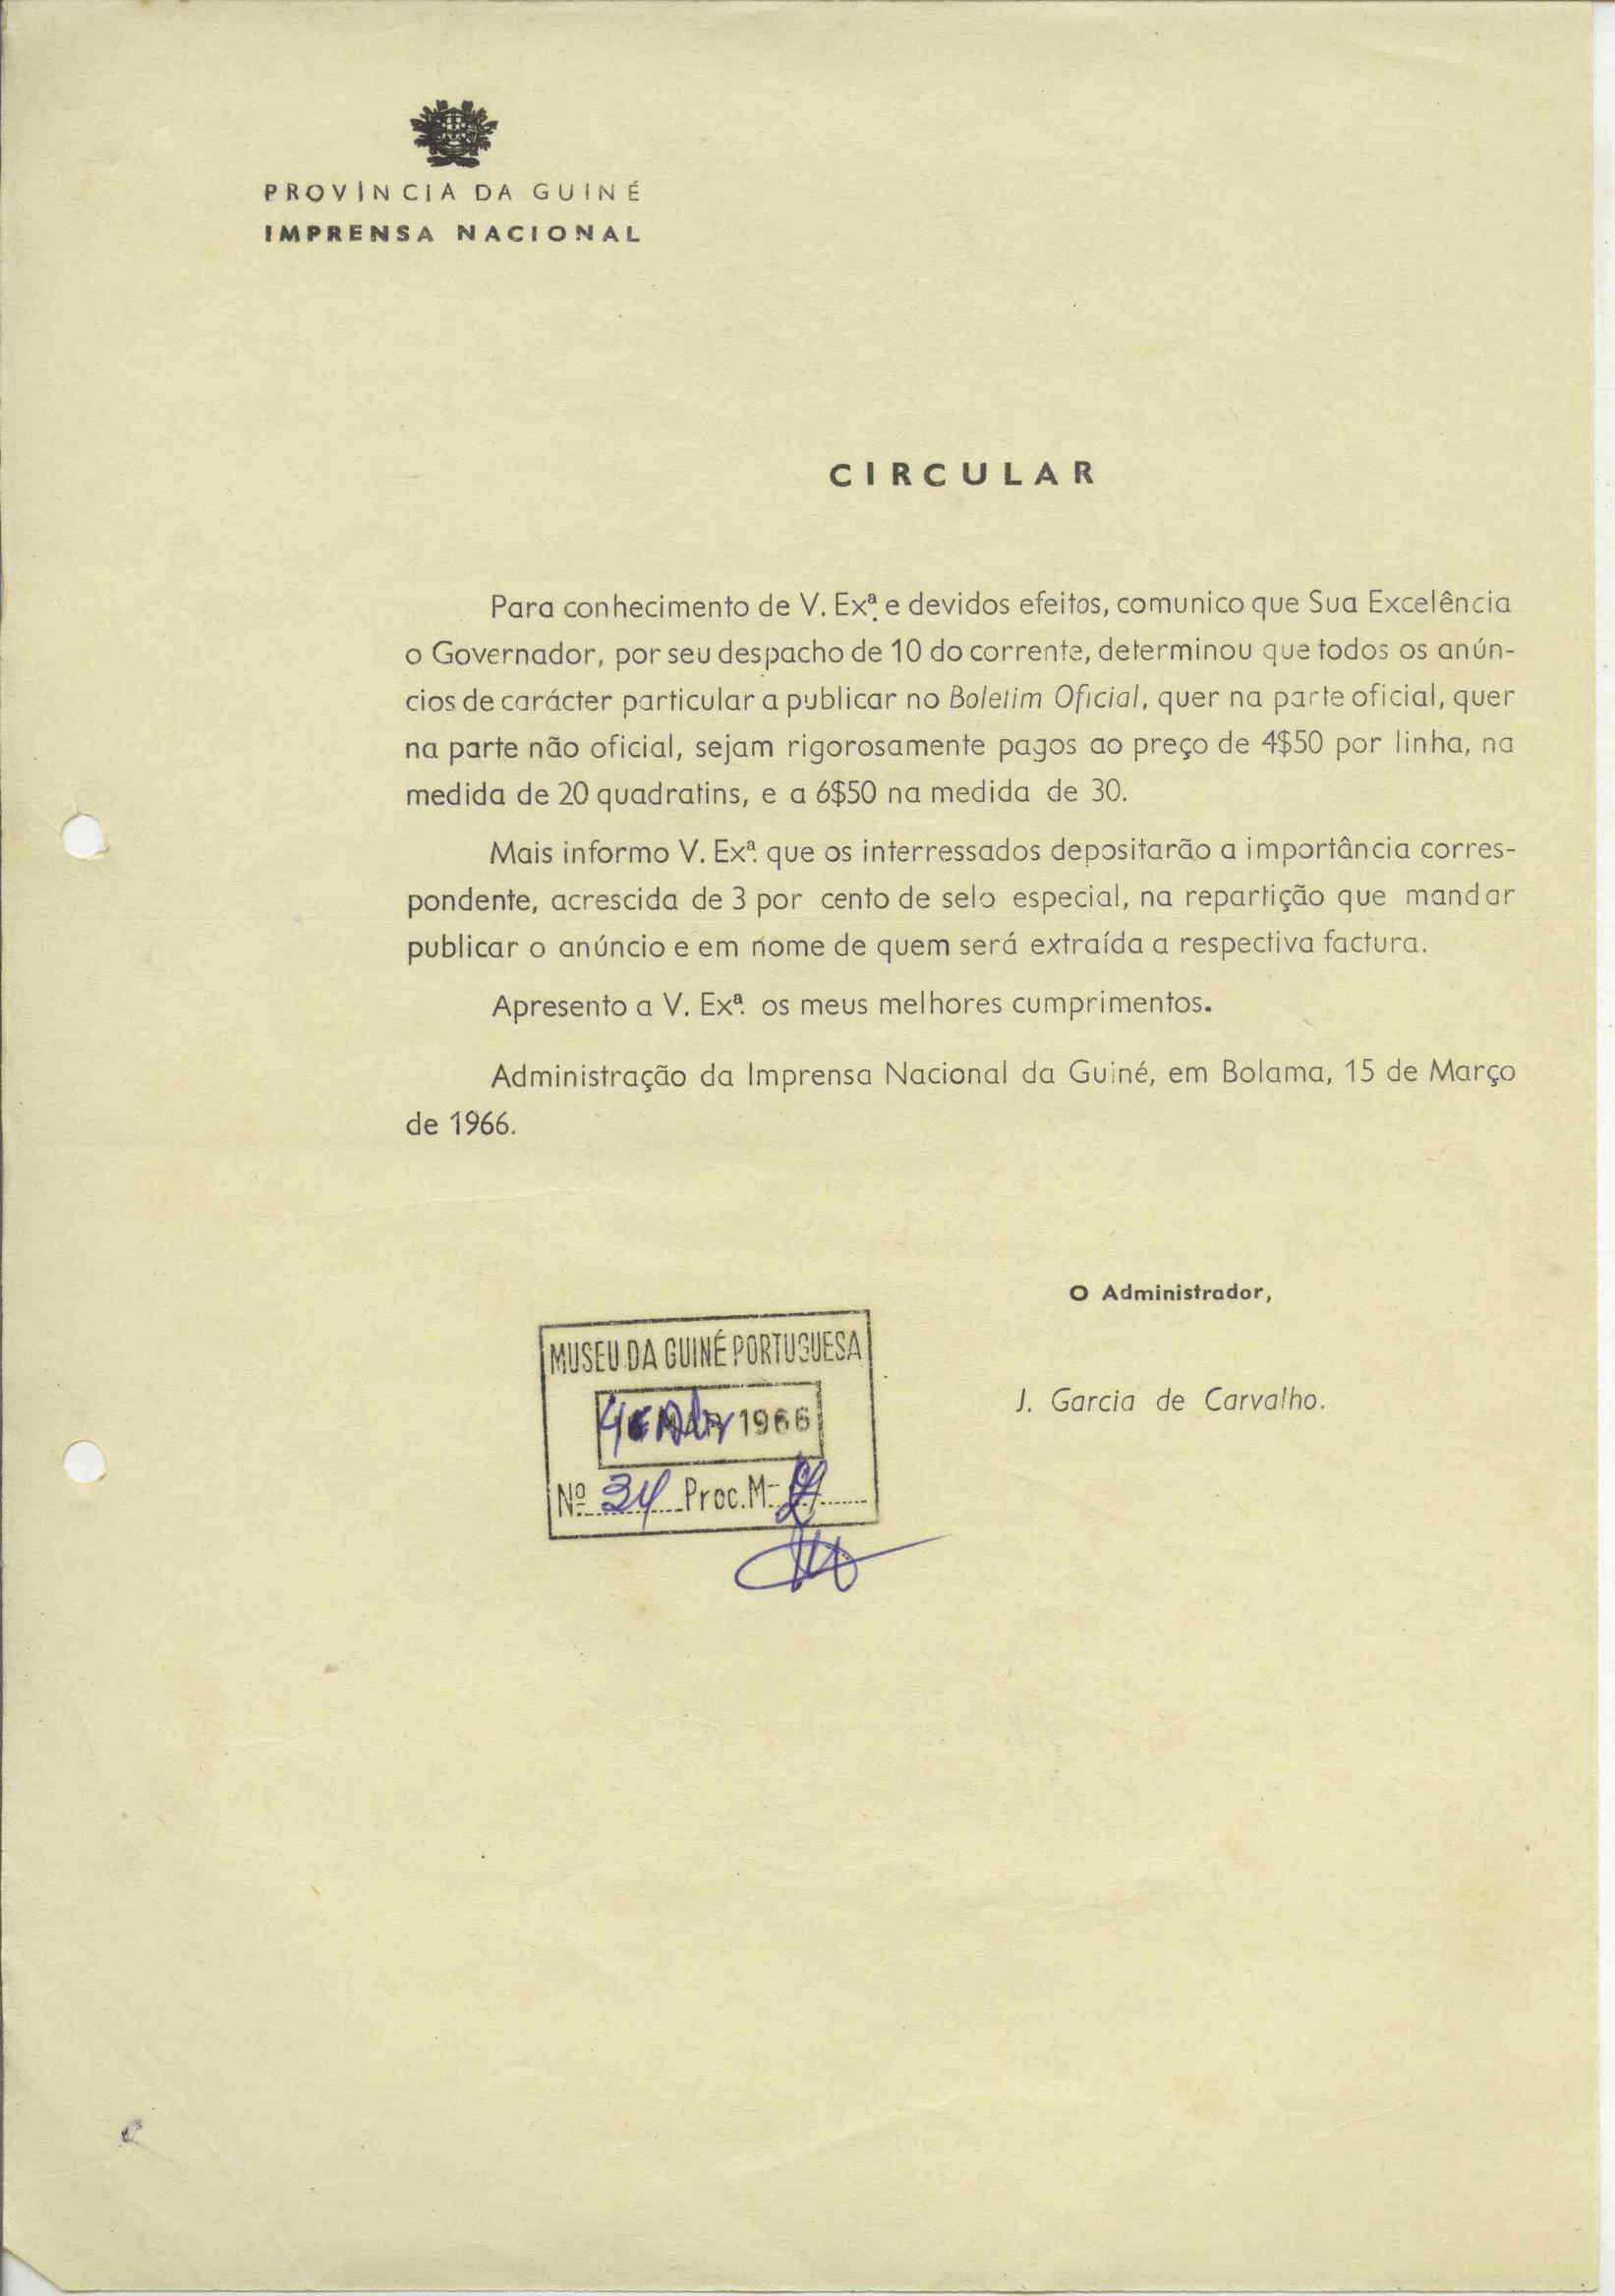 PROVÍNCIA DA GUINÉ
IMPRENSA NACIONAL
CIRCULAR
Para conhecimento de V. Exª. e devidos efeitos, comunico que Sua Excelência
o Governador, por seu despacho de 10 do corrente, determinou que todos os anún-
cios de carácter particular a publicar no Boletim Oficial, quer na parte oficial, quer
na parte não oficial, sejam rigorosamente pagos ao preço de 4$50 por linha, na
medida de 20 quadratins, e a 6$50 na medida de 30.
Mais informo V. Exª. que os interressados depositarão a importância corres-
pondente, acrescida de 3 por cento de selo especial, na repartição que mandar
publicar o anúncio e em nome de quem será extraída a respectiva factura.
Apresento a V. Exª. os meus melhores cumprimentos.
Administração da Imprensa Nacional da Guiné, em Bolama, 15 de Março
de 1966.
O Administrador,
J. Garcia de Carvalho.
MUSEU DA GUINÉ PORTUGUESA
1966
Nº 34 Proc. M-